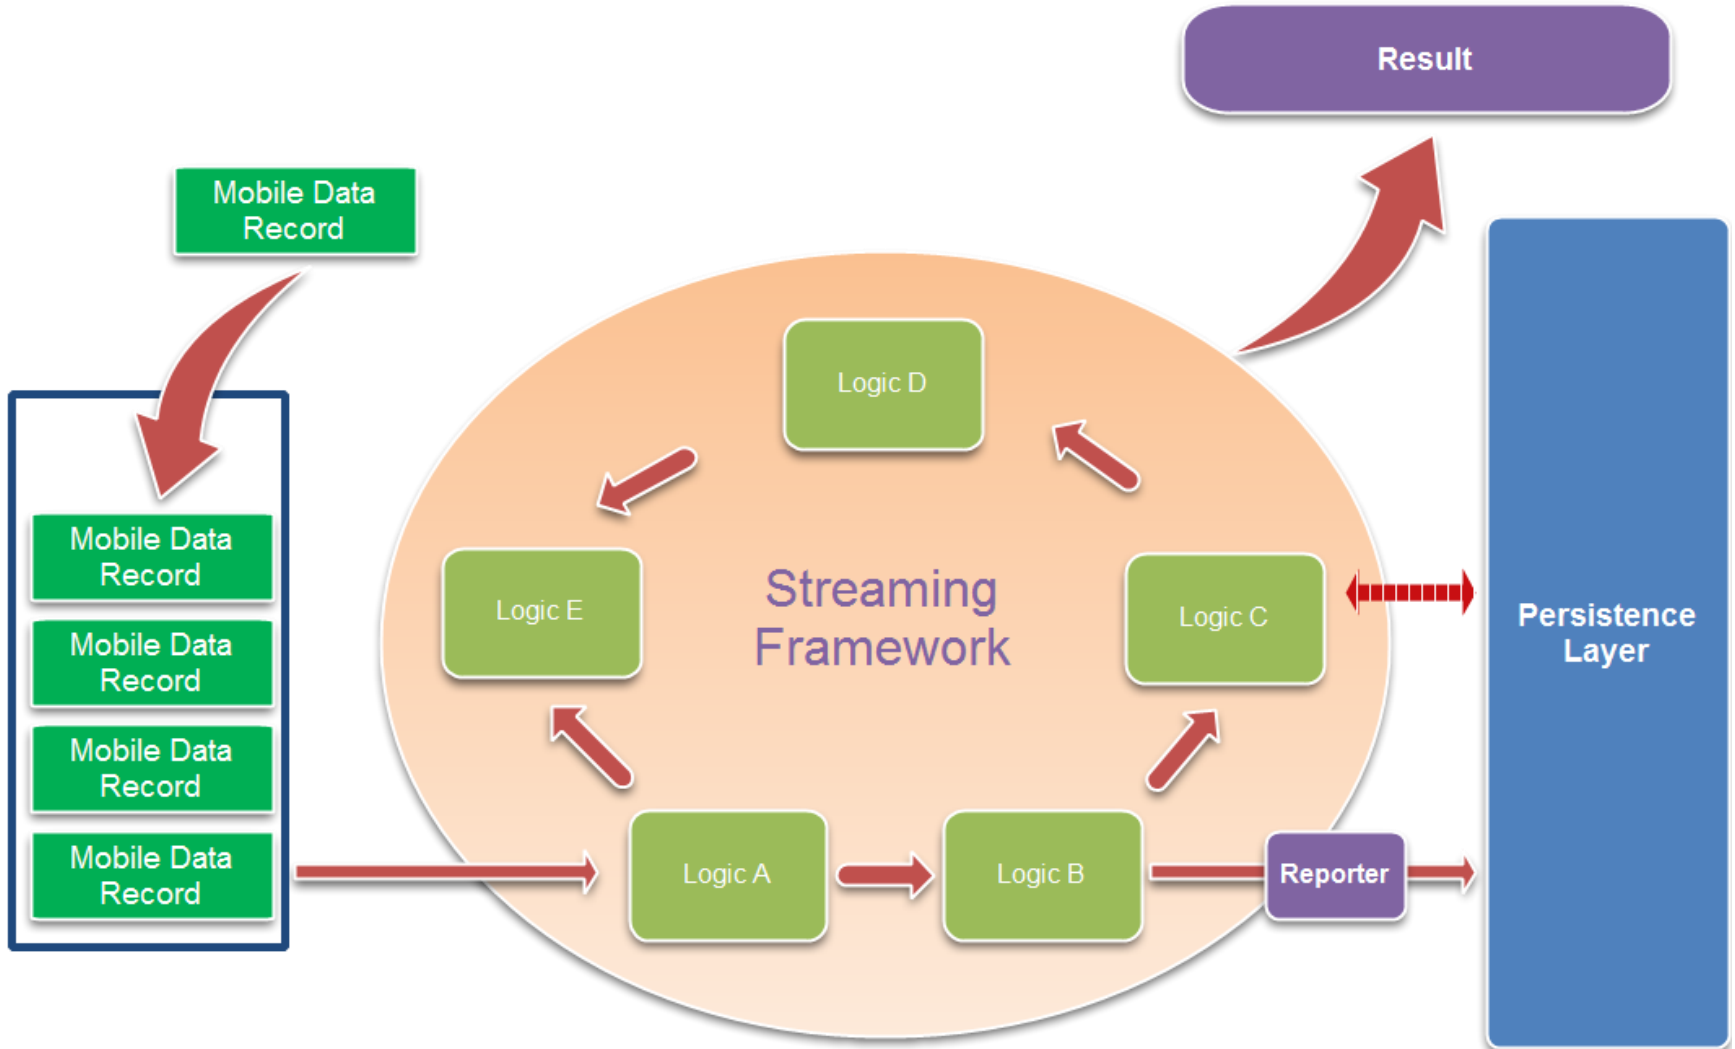 Result
Mobile Data
Record
Logic D
Mobile Data
Record
Logic E
Streaming
Framework
Logic C
Persistence
Layer
Mobile Data
Record
Mobile Data
Record
Mobile Data
Record
Logic A
Logic B
Reporter